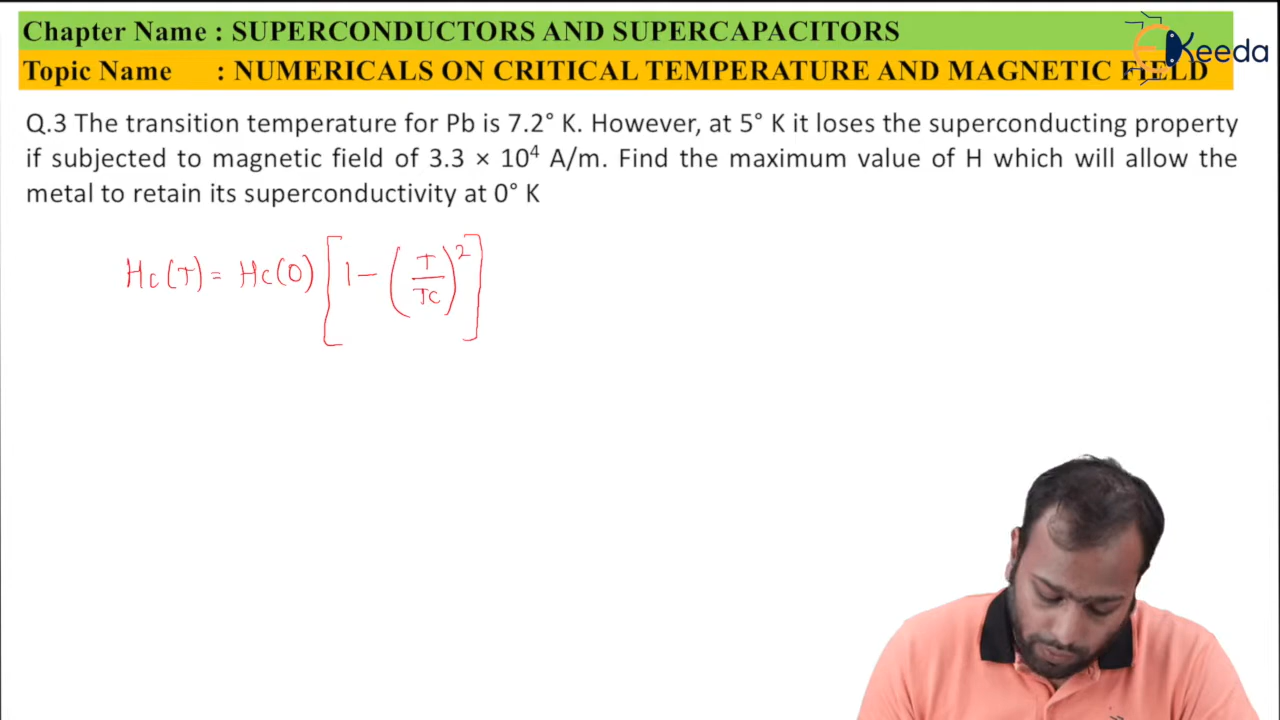 Chapter Name : SUPERCONDUCTORS AND SUPERCAPACITORS
Topic Name : NUMERICALS ON CRITICAL TEMPERATURE AND MAGNETIC FIELD
Keeda
Q.3 The transition temperature for Pb is 7.2° K. However, at 5° K it loses the superconducting property
if subjected to magnetic field of 3.3 × 10⁴ A/m. Find the maximum value of H which will allow the
metal to retain its superconductivity at 0° K
Hc(T) = Hc(0) [1 - (T/Tc)²]